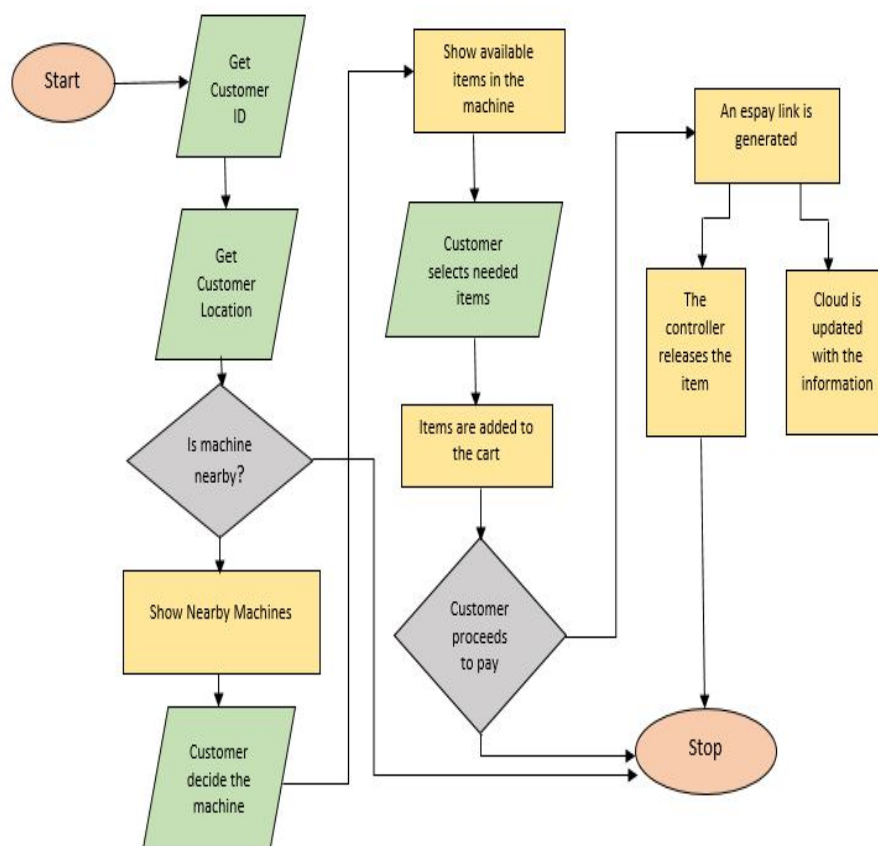 Start
Get
Customer
ID
Get
Customer
Location
Is machine
nearby?
Show Nearby Machines
Customer
decide the
machine
Show available
items in the
machine
Customer
selects needed
items
Items are added to
the cart
Customer
proceeds
to pay
An espay link is
generated
The
controller
releases the
item
Cloud is
updated
with the
information
Stop